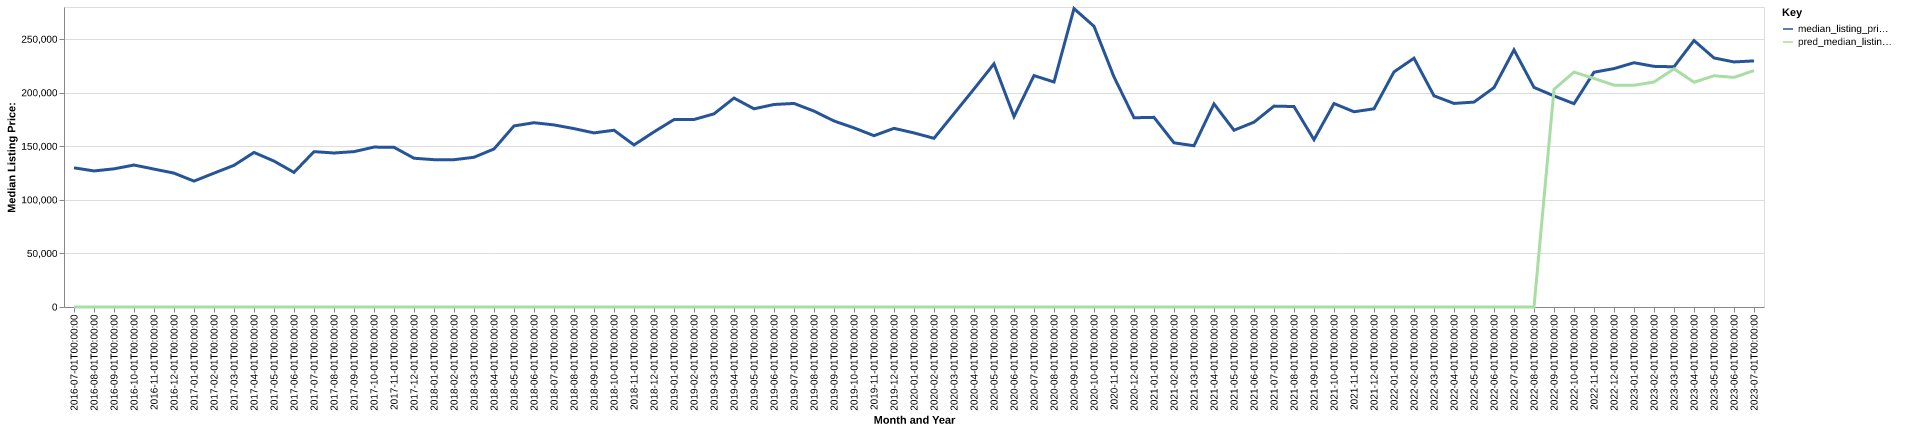 Key
median_listing_pri…
pred_median_listin…
Median Listing Price:
250,000
200,000
150,000
100,000
50,000
0
2016-07-01T00:00:00
2016-08-01T00:00:00
2016-09-01T00:00:00
2016-10-01T00:00:00
2016-11-01T00:00:00
2016-12-01T00:00:00
2017-01-01T00:00:00
2017-02-01T00:00:00
2017-03-01T00:00:00
2017-04-01T00:00:00
2017-05-01T00:00:00
2017-06-01T00:00:00
2017-07-01T00:00:00
2017-08-01T00:00:00
2017-09-01T00:00:00
2017-10-01T00:00:00
2017-11-01T00:00:00
2017-12-01T00:00:00
2018-01-01T00:00:00
2018-02-01T00:00:00
2018-03-01T00:00:00
2018-04-01T00:00:00
2018-05-01T00:00:00
2018-06-01T00:00:00
2018-07-01T00:00:00
2018-08-01T00:00:00
2018-09-01T00:00:00
2018-10-01T00:00:00
2018-11-01T00:00:00
2018-12-01T00:00:00
2019-01-01T00:00:00
2019-02-01T00:00:00
2019-03-01T00:00:00
2019-04-01T00:00:00
2019-05-01T00:00:00
2019-06-01T00:00:00
2019-07-01T00:00:00
2019-08-01T00:00:00
2019-09-01T00:00:00
2019-10-01T00:00:00
2019-11-01T00:00:00
2019-12-01T00:00:00
2020-01-01T00:00:00
2020-02-01T00:00:00
2020-03-01T00:00:00
2020-04-01T00:00:00
2020-05-01T00:00:00
2020-06-01T00:00:00
2020-07-01T00:00:00
2020-08-01T00:00:00
2020-09-01T00:00:00
2020-10-01T00:00:00
2020-11-01T00:00:00
2020-12-01T00:00:00
2021-01-01T00:00:00
2021-02-01T00:00:00
2021-03-01T00:00:00
2021-04-01T00:00:00
2021-05-01T00:00:00
2021-06-01T00:00:00
2021-07-01T00:00:00
2021-08-01T00:00:00
2021-09-01T00:00:00
2021-10-01T00:00:00
2021-11-01T00:00:00
2021-12-01T00:00:00
2022-01-01T00:00:00
2022-02-01T00:00:00
2022-03-01T00:00:00
2022-04-01T00:00:00
2022-05-01T00:00:00
2022-06-01T00:00:00
2022-07-01T00:00:00
2022-08-01T00:00:00
2022-09-01T00:00:00
2022-10-01T00:00:00
2022-11-01T00:00:00
2022-12-01T00:00:00
2023-01-01T00:00:00
2023-02-01T00:00:00
2023-03-01T00:00:00
2023-04-01T00:00:00
2023-05-01T00:00:00
2023-06-01T00:00:00
2023-07-01T00:00:00
Month and Year